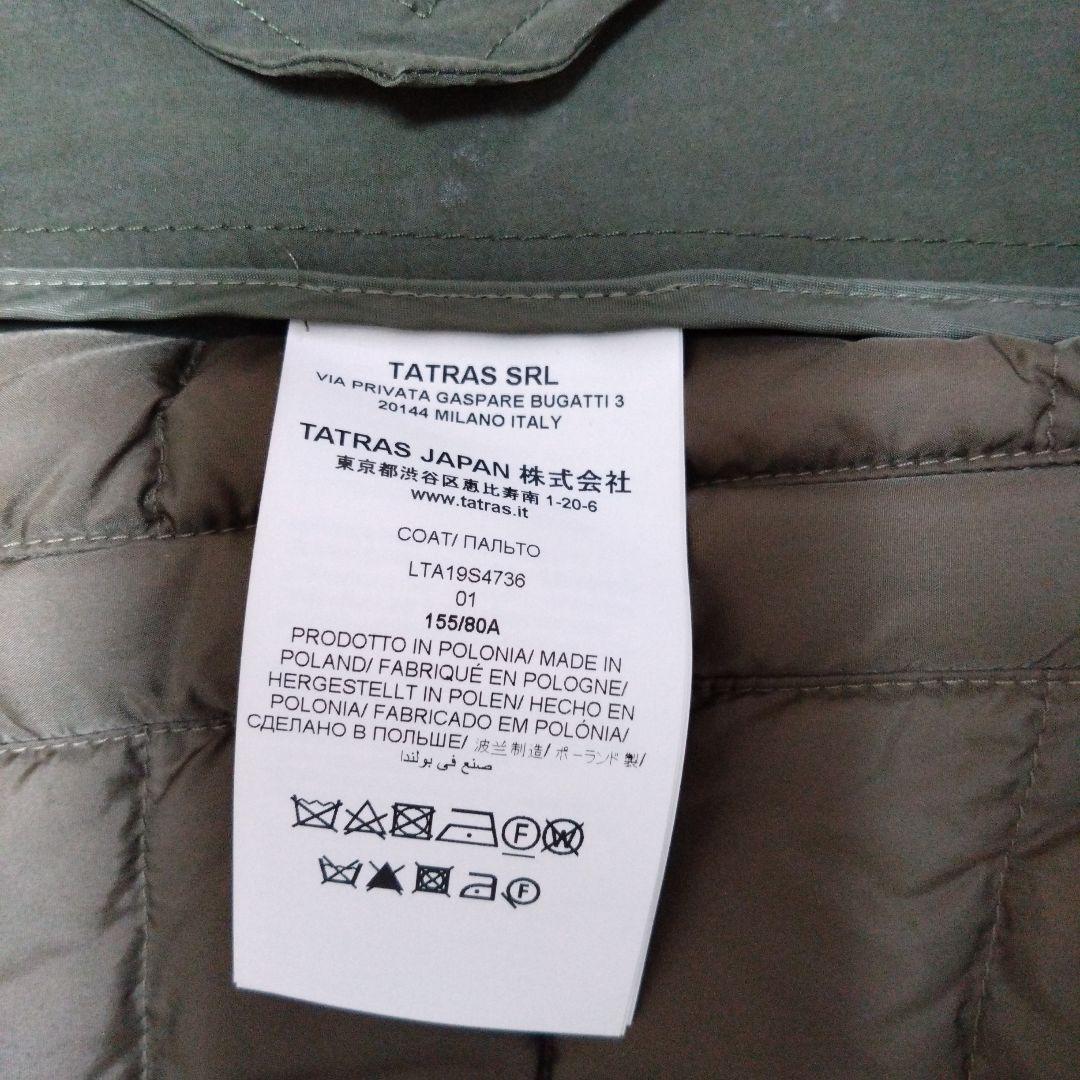 TATRAS SRL
VIA PRIVATA GASPARE BUGATTI 3
20144 MILANO ITALY
TATRAS JAPAN 株式会社
東京都渋谷区恵比寿南 1-20-6
www.tatras.it
COAT/ ПАЛЬТО
LTA19S4736
01
155/80A
PRODOTTO IN POLONIA/ MADE IN
POLAND/ FABRIQUÉ EN POLOGNE/
HERGESTELLT IN POLEN/ HECHO EN
POLONIA/ FABRICADO EM POLÓNIA/
СДЕЛАНО В ПОЛЬШЕ/ 波兰制造/ ポーランド製/
صنع في بولندا
F W
F